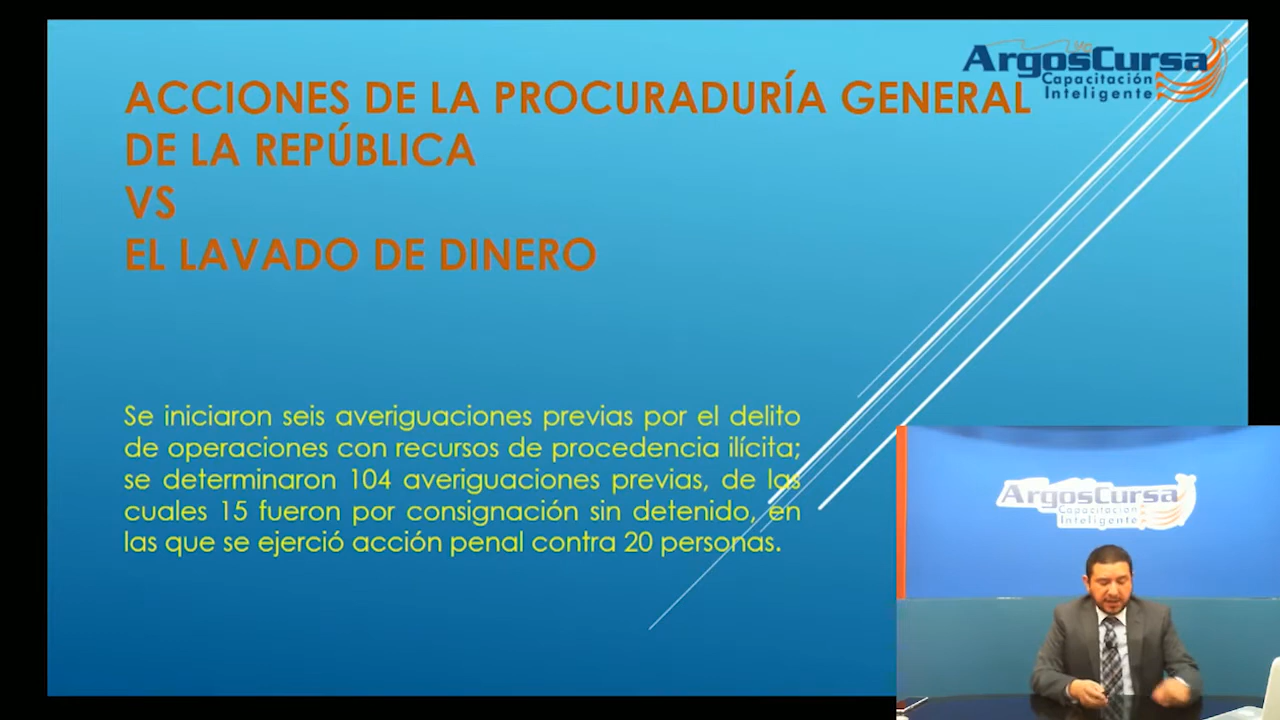 ArgosCursa
Capacitación
Inteligente
ACCIONES DE LA PROCURADURÍA GENERAL
DE LA REPÚBLICA
VS
EL LAVADO DE DINERO
Se iniciaron seis averiguaciones previas por el delito
de operaciones con recursos de procedencia ilícita;
se determinaron 104 averiguaciones previas, de las
cuales 15 fueron por consignación sin detenido, en
las que se ejerció acción penal contra 20 personas.
ArgosCursa
Capacitación
Inteligente